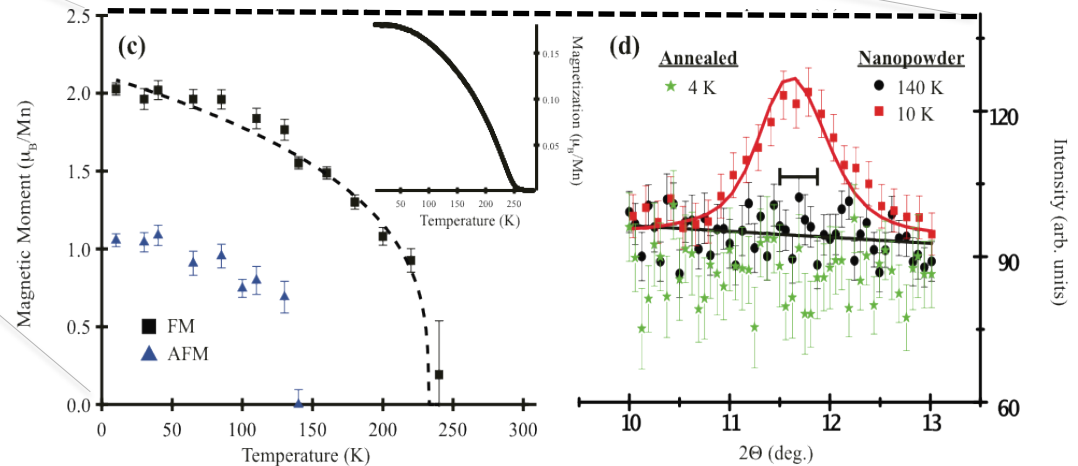 (c)
2.5
2.0
1.5
1.0
0.5
0.0
Magnetic Moment (μB/Mn)
0 50 100 150 200 250 300
Temperature (K)
FM
AFM
0.15
0.10
0.05
Magnetization (μB/Mn)
50 100 150 200 250
Temperature (K)
(d)
Annealed
4 K
Nanopowder
140 K
10 K
120
90
60
Intensity (arb. units)
10 11 12 13
2Θ (deg.)